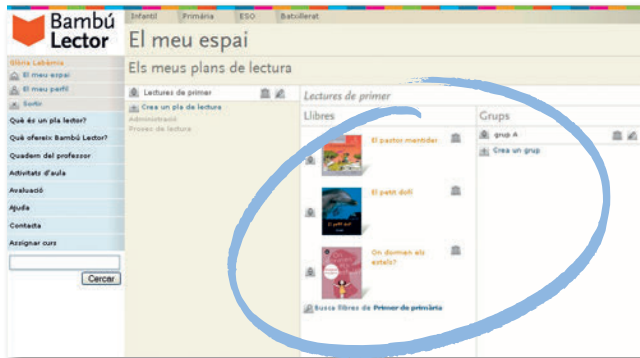 Bambú
Lector
Infantil
Primària
ESO
Batxillerat
El meu espai
Els meus plans de lectura
Glòria Labèrnia
El meu espai
El meu perfil
Sortir
Què és un pla lector?
Què ofereix Bambú Lector?
Quadern del professor
Activitats d'aula
Avaluació
Ajuda
Contacta
Assignar curs
Cercar
Lectures de primer
Crea un pla de lectura
Administració
Proves de lectura
Lectures de primer
Llibres
El pastor mentider
El petit dofí
El petit dofí
On dormen els
estels?
Busca llibres de Primer de primària
Grups
grup A
Crea un grup